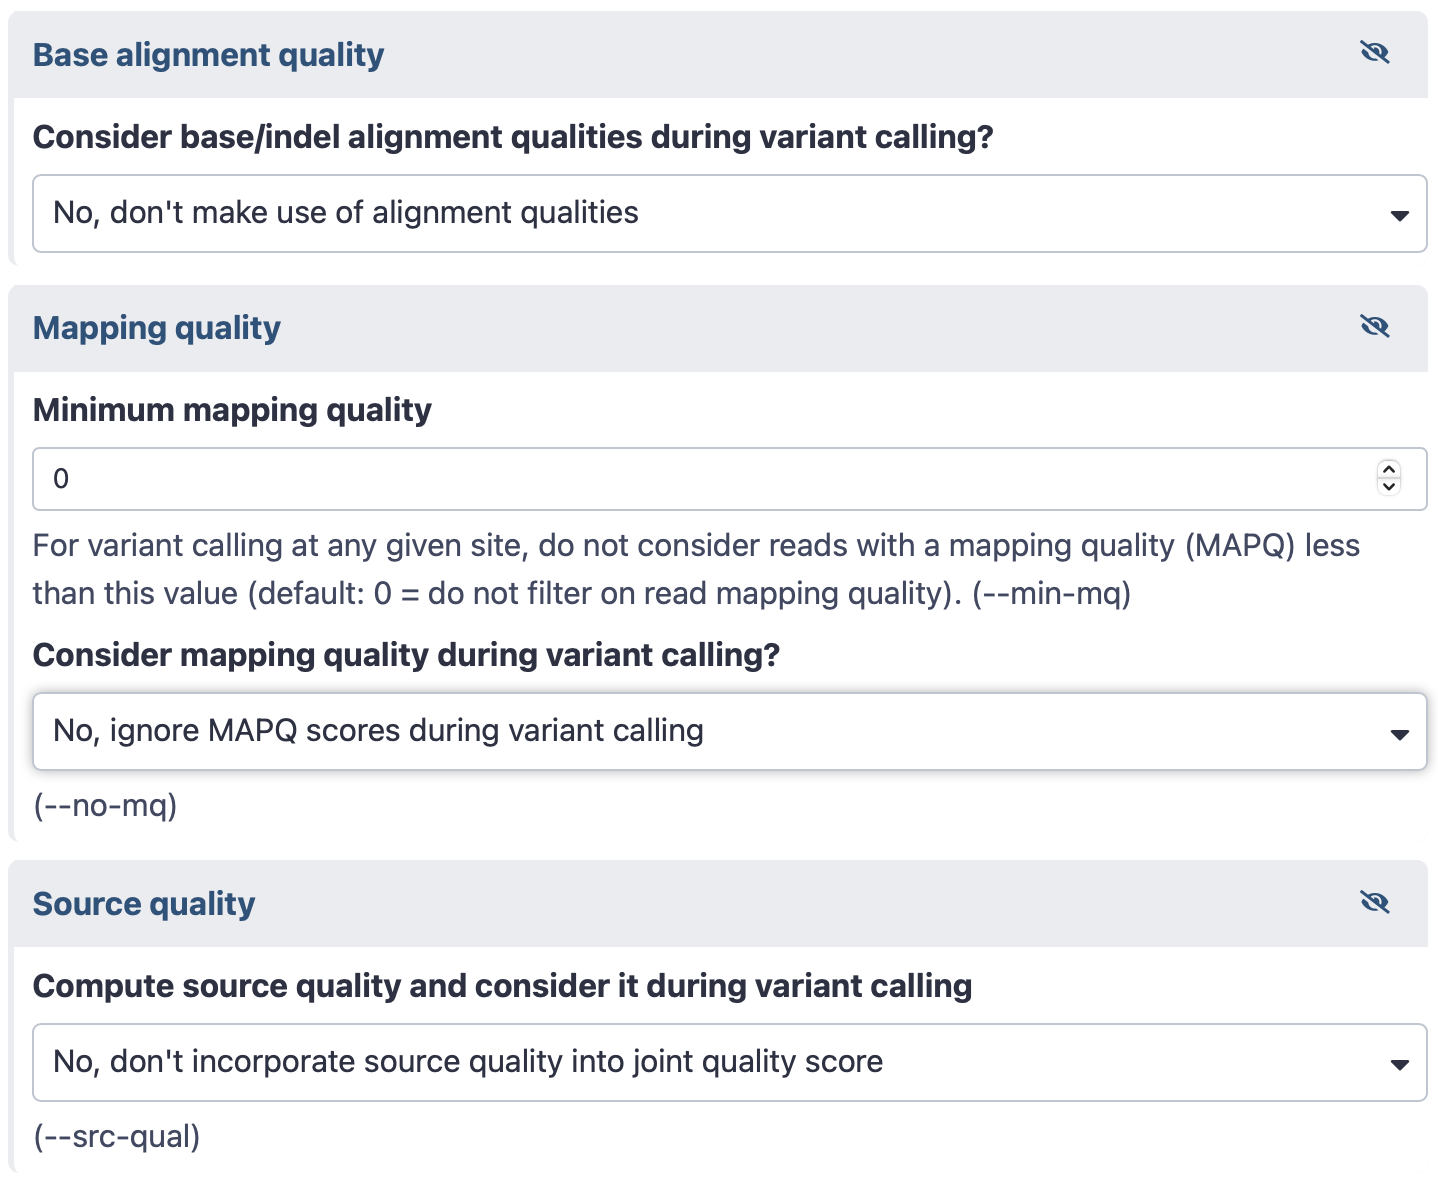 Base alignment quality
Consider base/indel alignment qualities during variant calling?
No, don't make use of alignment qualities
Mapping quality
Minimum mapping quality
0
For variant calling at any given site, do not consider reads with a mapping quality (MAPQ) less
than this value (default: 0 = do not filter on read mapping quality). (--min-mq)
Consider mapping quality during variant calling?
No, ignore MAPQ scores during variant calling
(--no-mq)
Source quality
Compute source quality and consider it during variant calling
No, don't incorporate source quality into joint quality score
(--src-qual)